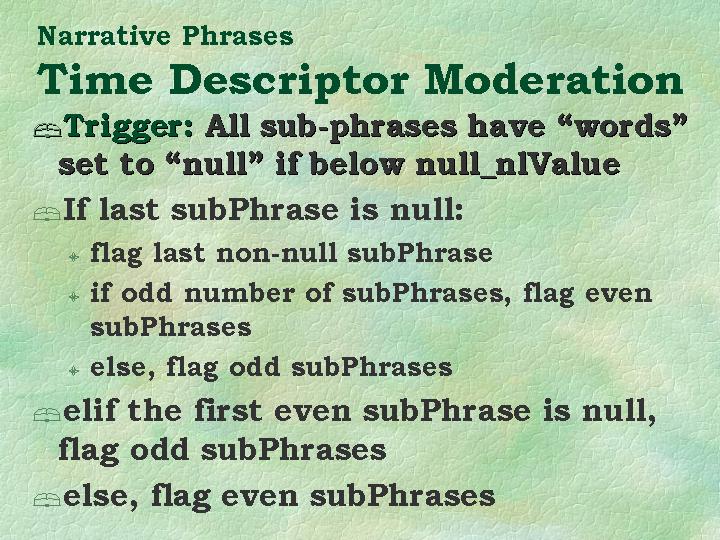 Narrative Phrases
Time Descriptor Moderation
Trigger: All sub-phrases have “words”
set to “null” if below null_nlValue
If last subPhrase is null:
flag last non-null subPhrase
if odd number of subPhrases, flag even
subPhrases
else, flag odd subPhrases
elif the first even subPhrase is null,
flag odd subPhrases
else, flag even subPhrases